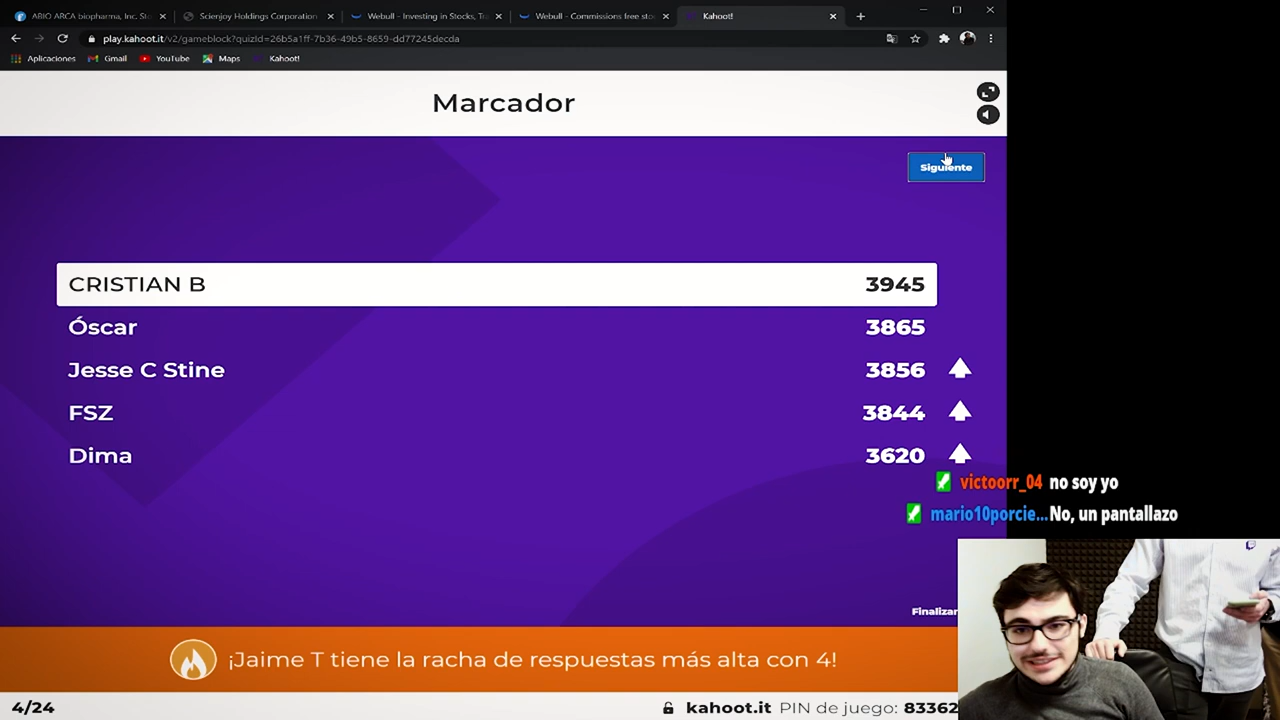 ABIO ARCA biopharma, Inc. Sto
Scienjoy Holdings Corporation
Webull - Investing in Stocks, Tr
Webull - Commissions free sto
Kahoot!
play.kahoot.it/v2/gameblock?quizId=26b5a1ff-7b36-49b5-8659-dd77245decda
Aplicaciones
Gmail
YouTube
Maps
Kahoot!
Marcador
Siguiente
CRISTIAN B 3945
Óscar 3865
Jesse C Stine 3856
FSZ 3844
Dima 3620
victoorr_04 no soy yo
mario10porcie... No, un pantallazo
Finalizar
¡Jaime T tiene la racha de respuestas más alta con 4!
4/24
kahoot.it PIN de juego: 83362